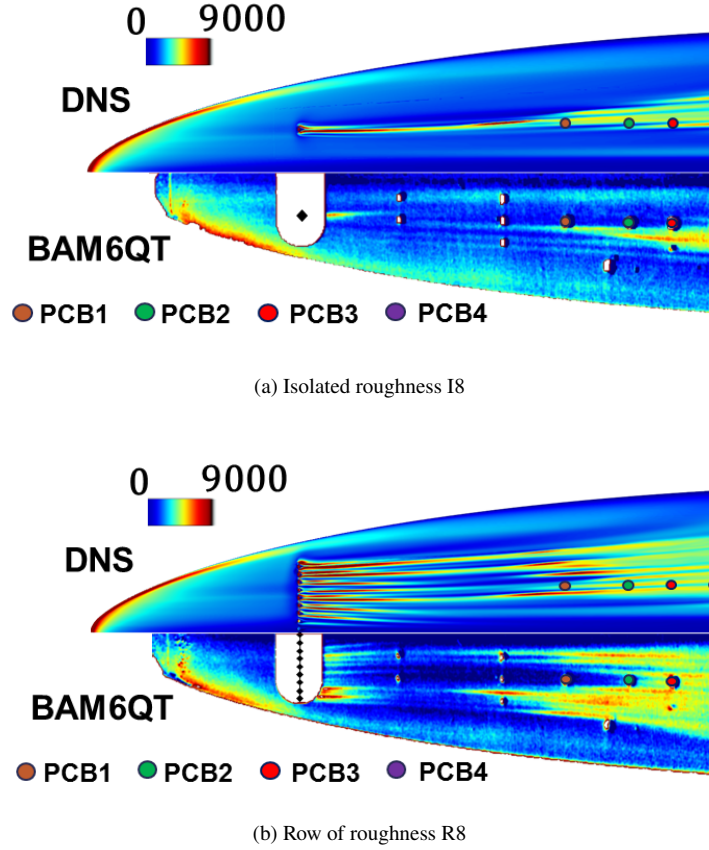 0 9000
DNS
BAM6QT
PCB1 PCB2 PCB3 PCB4
(a) Isolated roughness I8
0 9000
DNS
BAM6QT
PCB1 PCB2 PCB3 PCB4
(b) Row of roughness R8